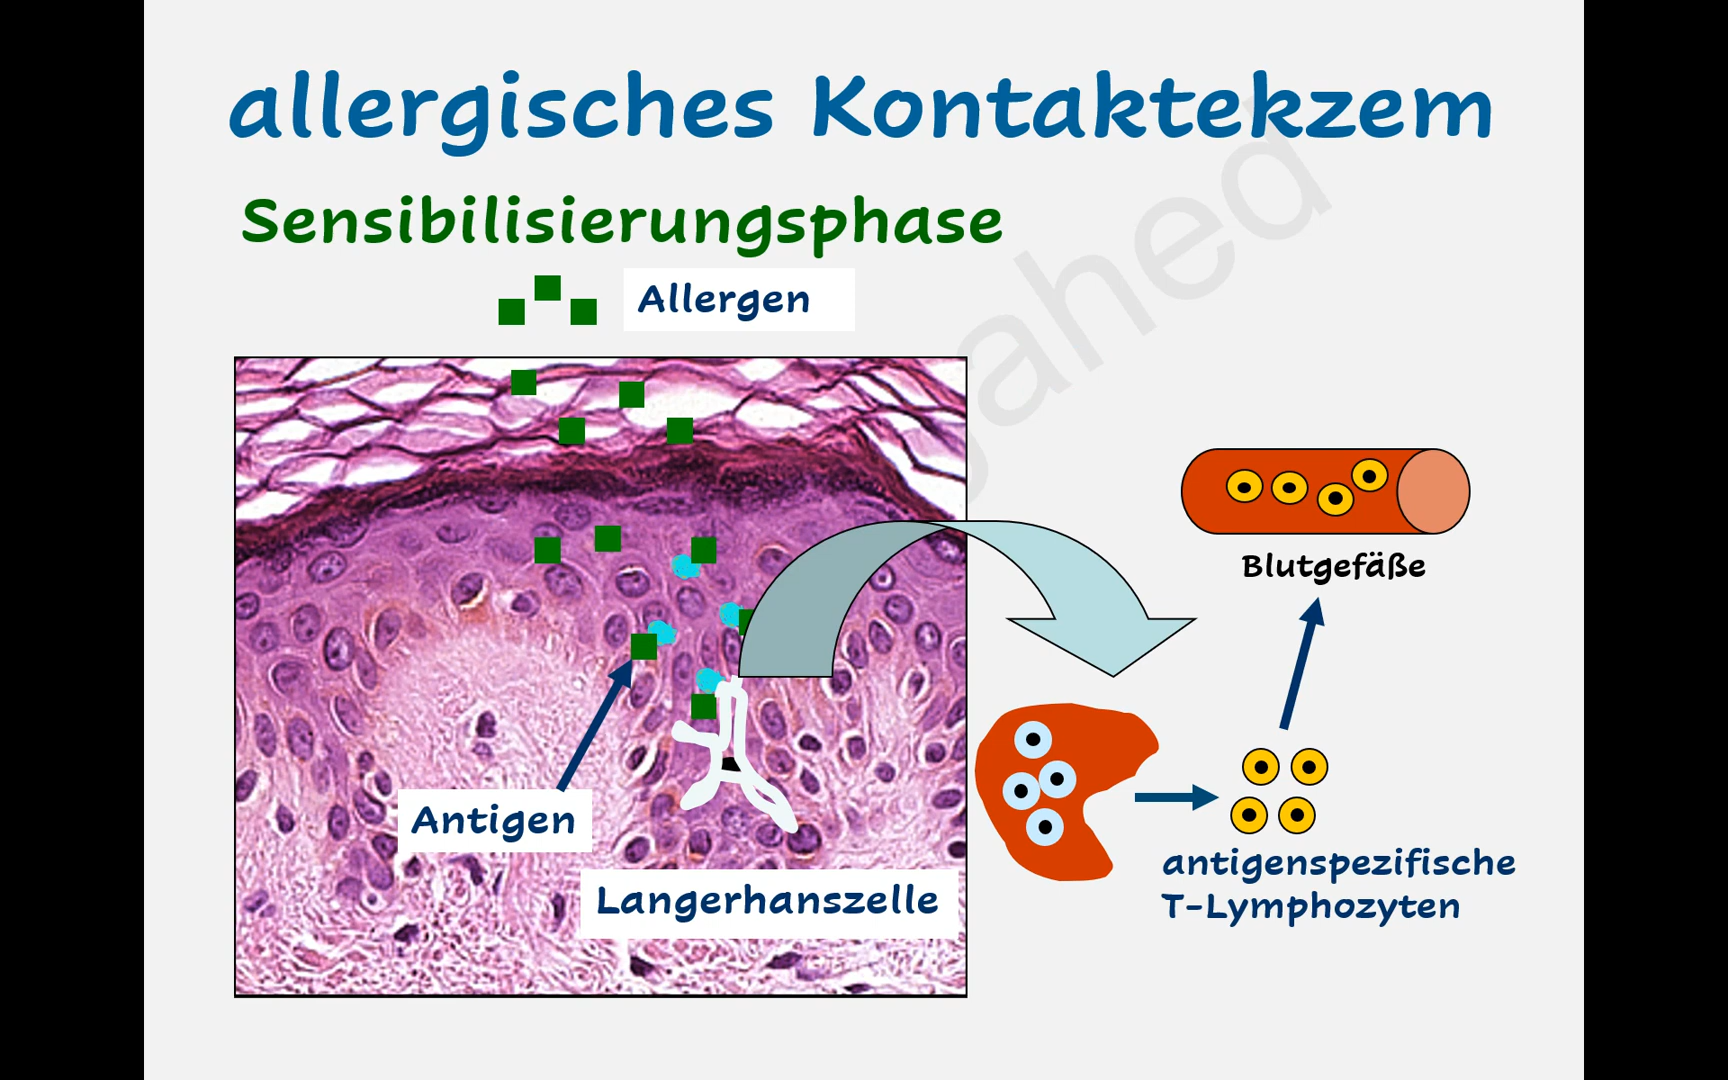 allergisches Kontaktekzem
Sensibilisierungsphase
Allergen
Blutgefäße
Antigen
Langerhanszelle
antigenspezifische
T-Lymphozyten